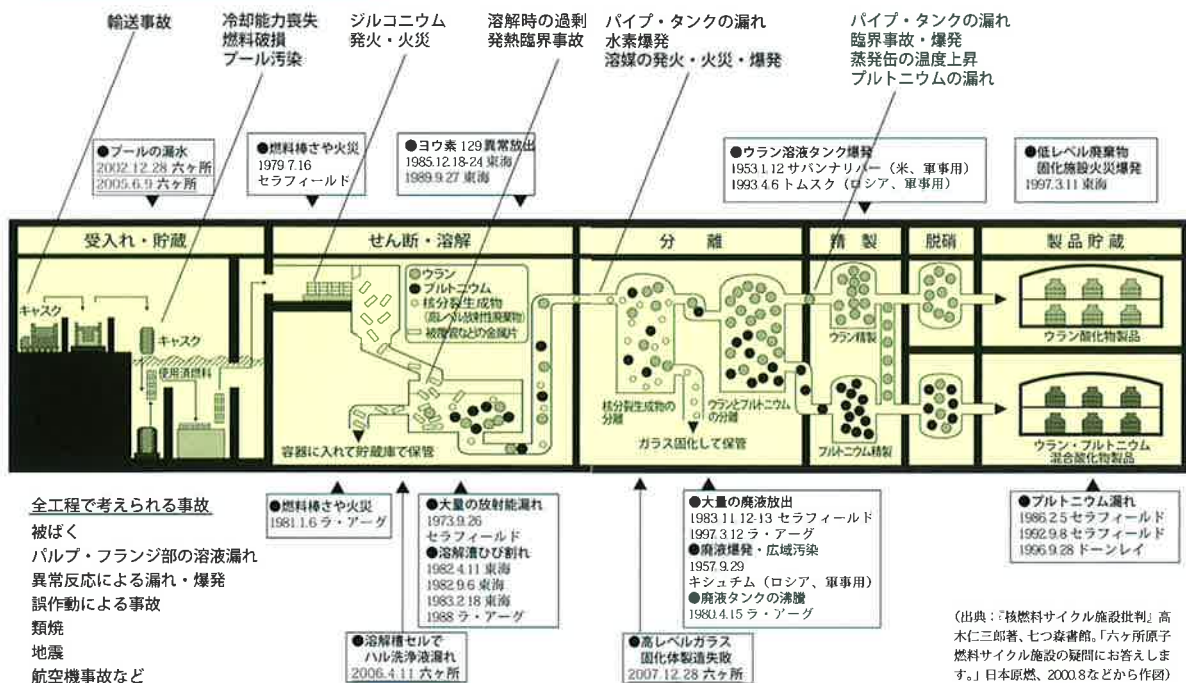 輸送事故
冷却能力喪失
燃料破損
プール汚染
ジルコニウム
発火・火災
溶解時の過剰
発熱臨界事故
パイプ・タンクの漏れ
水素爆発
溶媒の発火・火災・爆発
パイプ・タンクの漏れ
臨界事故・爆発
蒸発缶の温度上昇
プルトニウムの漏れ
●プールの漏水
2002.12.28 六ヶ所
2005.6.9 六ヶ所
●燃料棒さや火災
1979 7.16
セラフィールド
●ヨウ素 129 異常放出
1985.12.18-24 東海
1989.9.27 東海
●ウラン溶液タンク爆発
1953 1.12 サバンナリバー（米、軍事用）
1993 4.6 トムスク（ロシア、軍事用）
●低レベル廃棄物
固化施設火災爆発
1997.3.11 東海
受入れ・貯蔵
せん断・溶解
分離
精製
脱硝
製品貯蔵
キャスク
キャスク
使用済燃料
ウラン
プルトニウム
核分裂生成物
(高レベル放射性廃棄物)
被覆管などの金属片
容器に入れて貯蔵庫で保管
核分裂生成物の
分離
ウランとプルトニウム
の分離
ガラス固化して保管
ウラン精製
プルトニウム精製
ウラン酸化物製品
ウラン・プルトニウム
混合酸化物製品
全工程で考えられる事故
被ばく
バルブ・フランジ部の溶液漏れ
異常反応による漏れ・爆発
誤作動による事故
類焼
地震
航空機事故など
●燃料棒さや火災
1981.1.6 ラ・アーグ
●大量の放射能漏れ
1973.9.26
セラフィールド
●溶解漕ひび割れ
1982.4.11 東海
1982.9.6 東海
1983.2.18 東海
1988 ラ・アーグ
●溶解槽セルで
ハル洗浄液漏れ
2006.4.11 六ヶ所
●大量の廃液放出
1983 11.12-13 セラフィールド
1997.3.12 ラ・アーグ
●廃液爆発・広域汚染
1957.9.29
キシュチム（ロシア、軍事用）
●廃液タンクの沸騰
1980.4.15 ラ・アーグ
●高レベルガラス
固化体製造失敗
2007.12.28 六ヶ所
●プルトニウム漏れ
1986.2.5 セラフィールド
1992.9.8 セラフィールド
1996.9.28 ドーンレイ
（出典：『核燃料サイクル施設批判』高
木仁三郎著、七つ森書館。「六ヶ所原子
燃料サイクル施設の疑問にお答えしま
す。」日本原燃、2000.8などから作図）